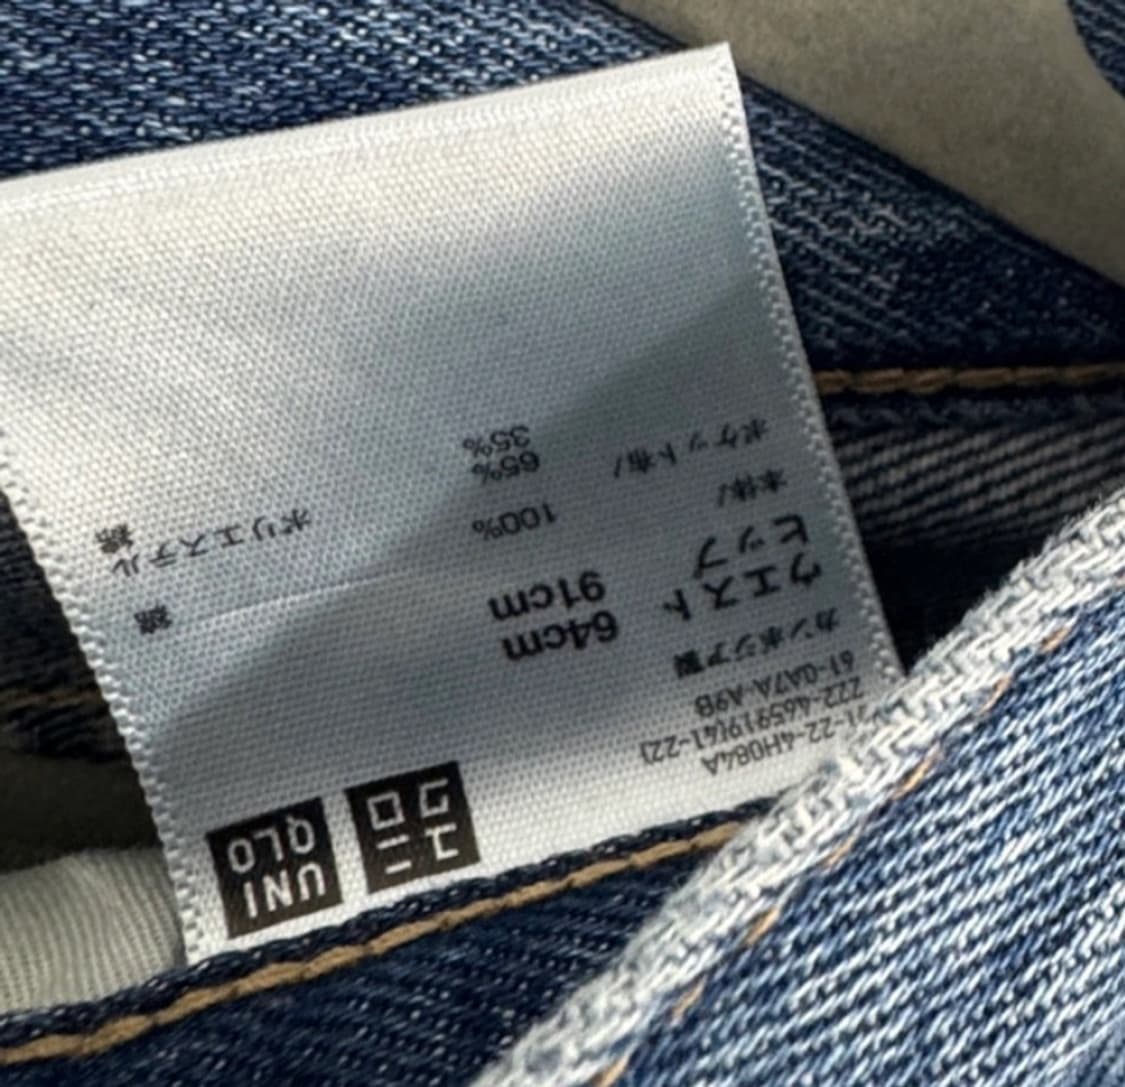 ユニ
クロ
UNI
QLO
222-465919(41-22)
61-QA7A-A9B
カンボジア製
ウエスト 64cm
ヒップ 91cm
本体/ 100% 綿
ポケット布/ 65% ポリエステル
35% 綿